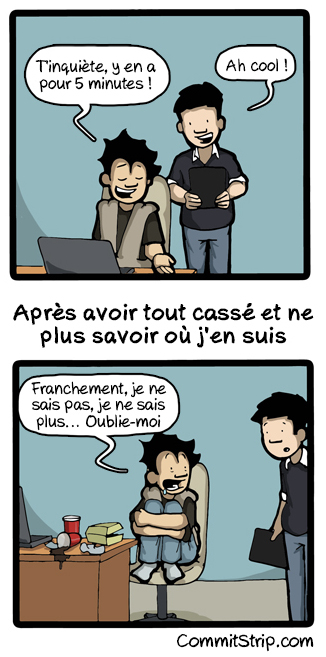 T'inquiète, y en a
pour 5 minutes !
Ah cool !
Après avoir tout cassé et ne
plus savoir où j'en suis
Franchement, je ne
sais pas, je ne sais
plus... Oublie-moi
CommitStrip.com